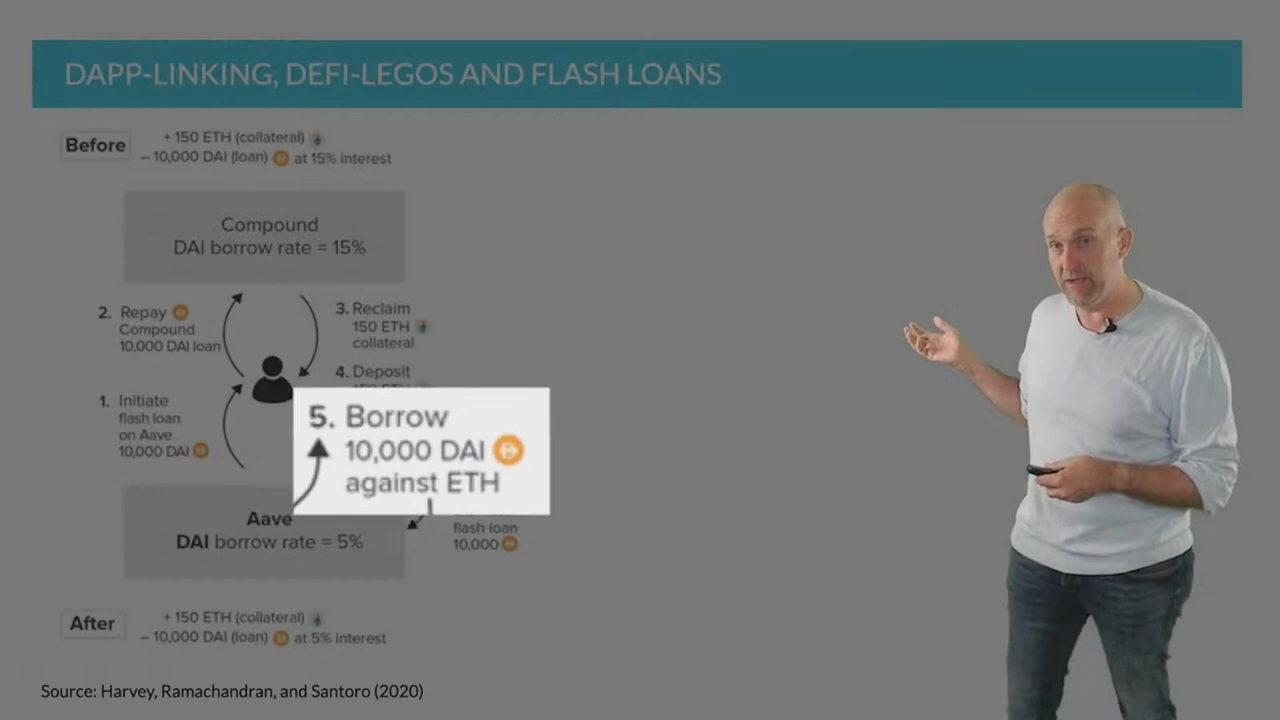 DAPP-LINKING, DEFI-LEGOS AND FLASH LOANS
Before
+ 150 ETH (collateral)
– 10,000 DAI (loan) at 15% interest
Compound
DAI borrow rate = 15%
2. Repay
Compound
10,000 DAI loan
3. Reclaim
150 ETH
collateral
4. Deposit
1. Initiate
flash loan
on Aave
10,000 DAI
5. Borrow
10,000 DAI
against ETH
Aave
DAI borrow rate = 5%
flash loan
10,000
After
+ 150 ETH (collateral)
– 10,000 DAI (loan) at 5% interest
Source: Harvey, Ramachandran, and Santoro (2020)